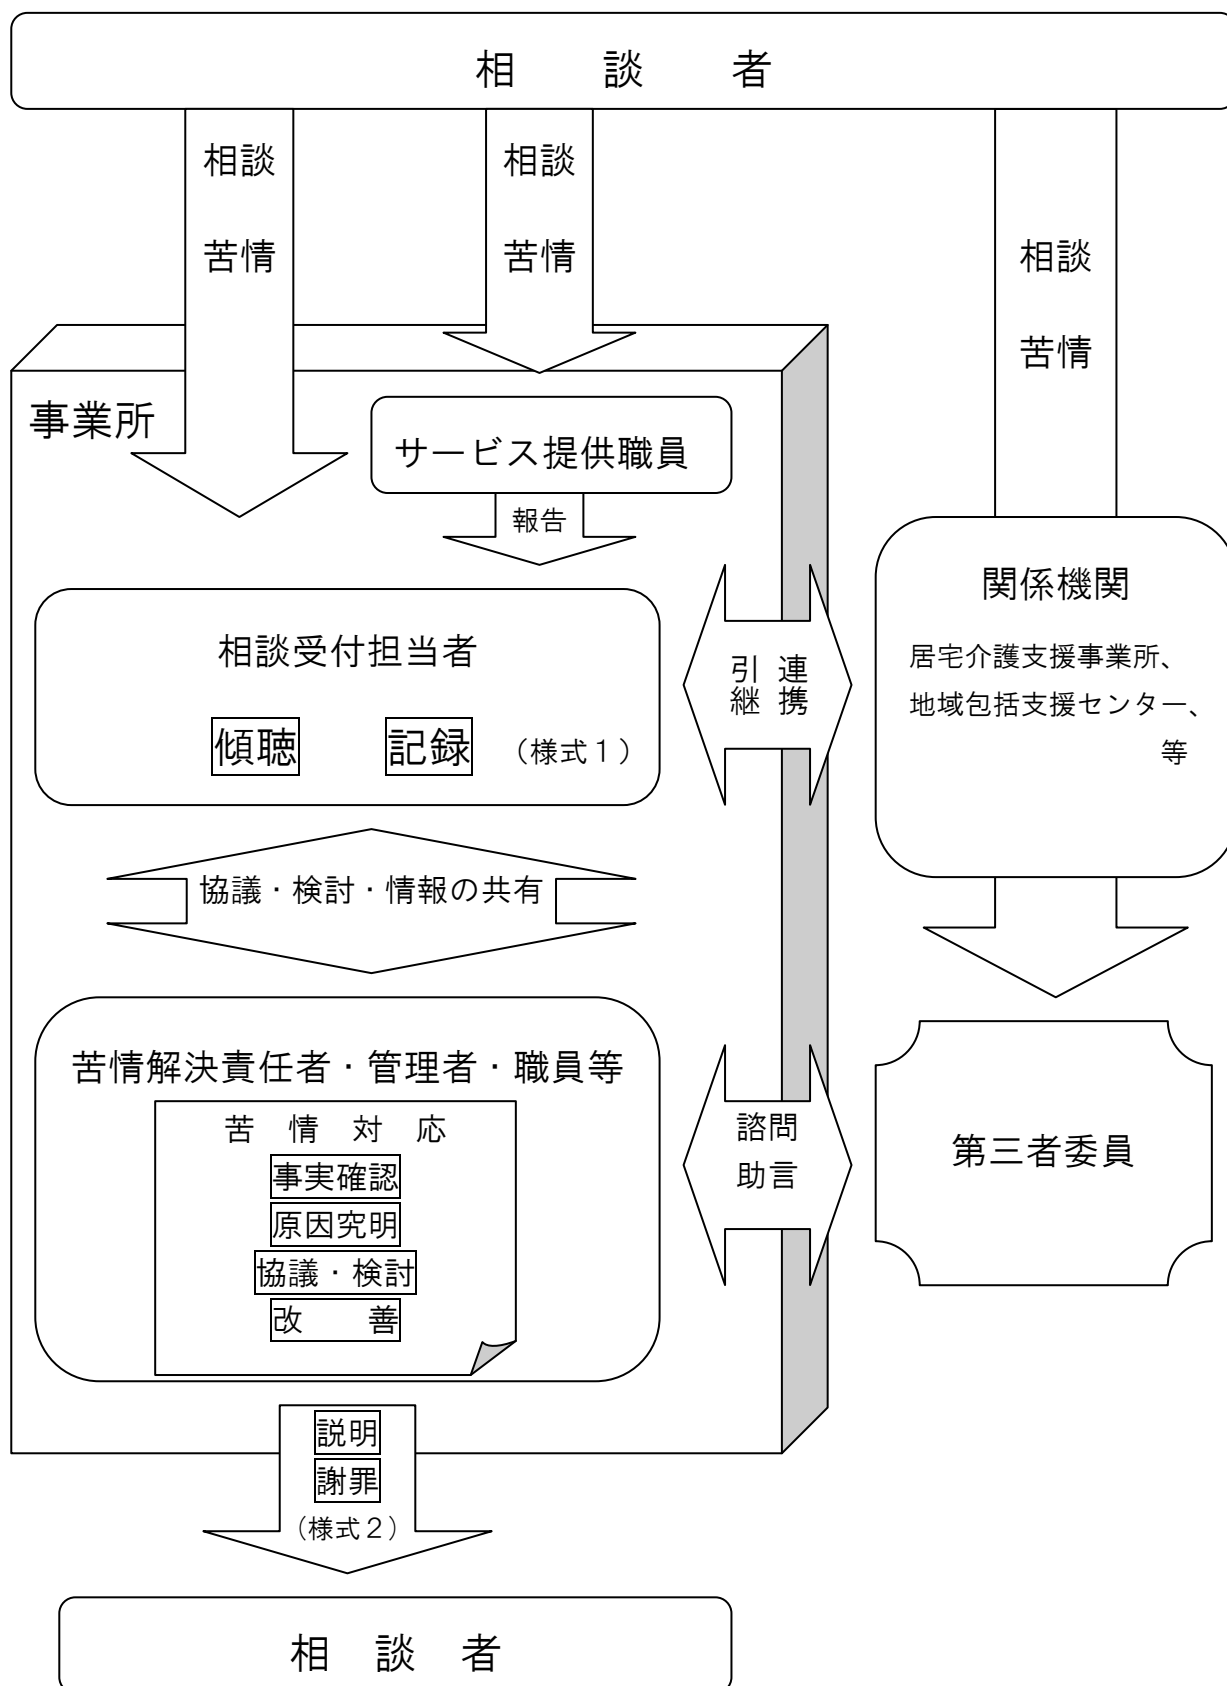 相　談　者
相談
苦情
相談
苦情
相談
苦情
事業所
サービス提供職員
報告
相談受付担当者
傾聴　記録　（様式１）
引継
連携
関係機関
居宅介護支援事業所、
地域包括支援センター、
等
協議・検討・情報の共有
苦情解決責任者・管理者・職員等
苦　情　対　応
事実確認
原因究明
協議・検討
改　善
諮問
助言
第三者委員
説明
謝罪
（様式２）
相　談　者